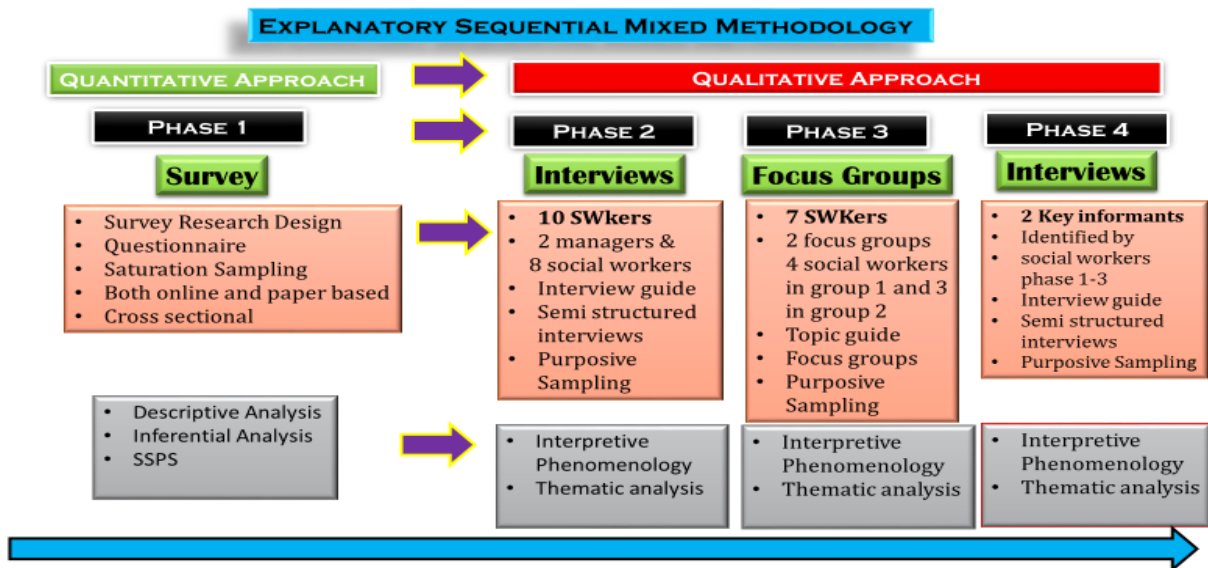 EXPLANATORY SEQUENTIAL MIXED METHODOLOGY
QUANTITATIVE APPROACH
QUALITATIVE APPROACH
PHASE 1
PHASE 2
PHASE 3
PHASE 4
Survey
Interviews
Focus Groups
Interviews
• Survey Research Design
• Questionnaire
• Saturation Sampling
• Both online and paper based
• Cross sectional
• 10 SWkers
• 2 managers &
8 social workers
• Interview guide
• Semi structured
interviews
• Purposive
Sampling
• 7 SWKers
• 2 focus groups
4 social workers
in group 1 and 3
in group 2
• Topic guide
• Focus groups
• Purposive
Sampling
• 2 Key informants
• Identified by
• social workers
phase 1-3
• Interview guide
• Semi structured
interviews
• Purposive Sampling
• Descriptive Analysis
• Inferential Analysis
• SSPS
• Interpretive
Phenomenology
• Thematic analysis
• Interpretive
Phenomenology
• Thematic analysis
• Interpretive
Phenomenology
• Thematic analysis